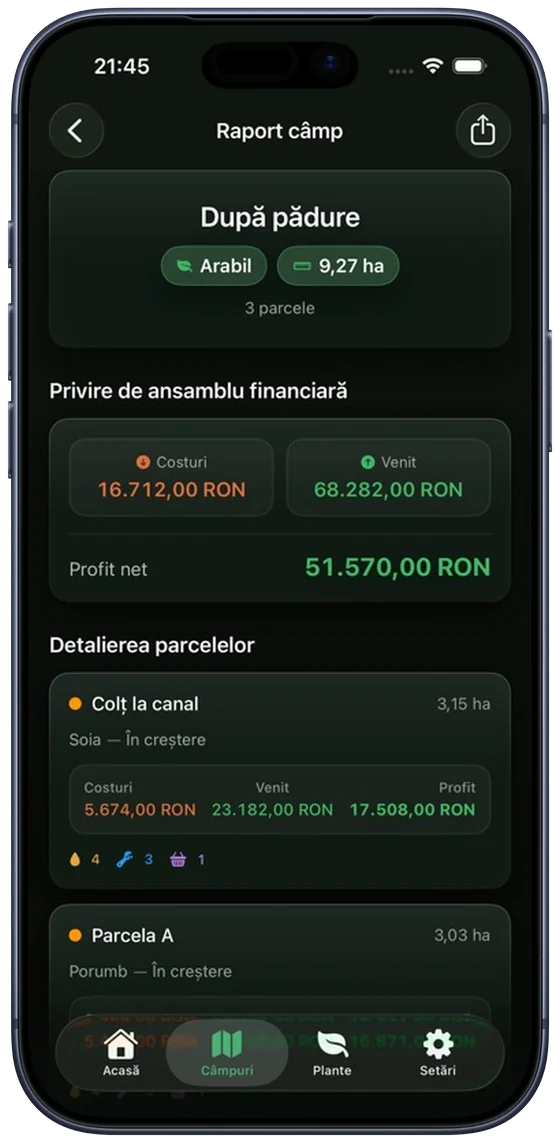 21:45
Raport câmp
După pădure
Arabil 9,27 ha
3 parcele
Privire de ansamblu financiară
Costuri Venit
16.712,00 RON 68.282,00 RON
Profit net 51.570,00 RON
Detalierea parcelelor
Colț la canal 3,15 ha
Soia — În creștere
Costuri Venit Profit
5.674,00 RON 23.182,00 RON 17.508,00 RON
4 3 1
Parcela A 3,03 ha
Porumb — În creștere
Acasă Câmpuri Plante Setări